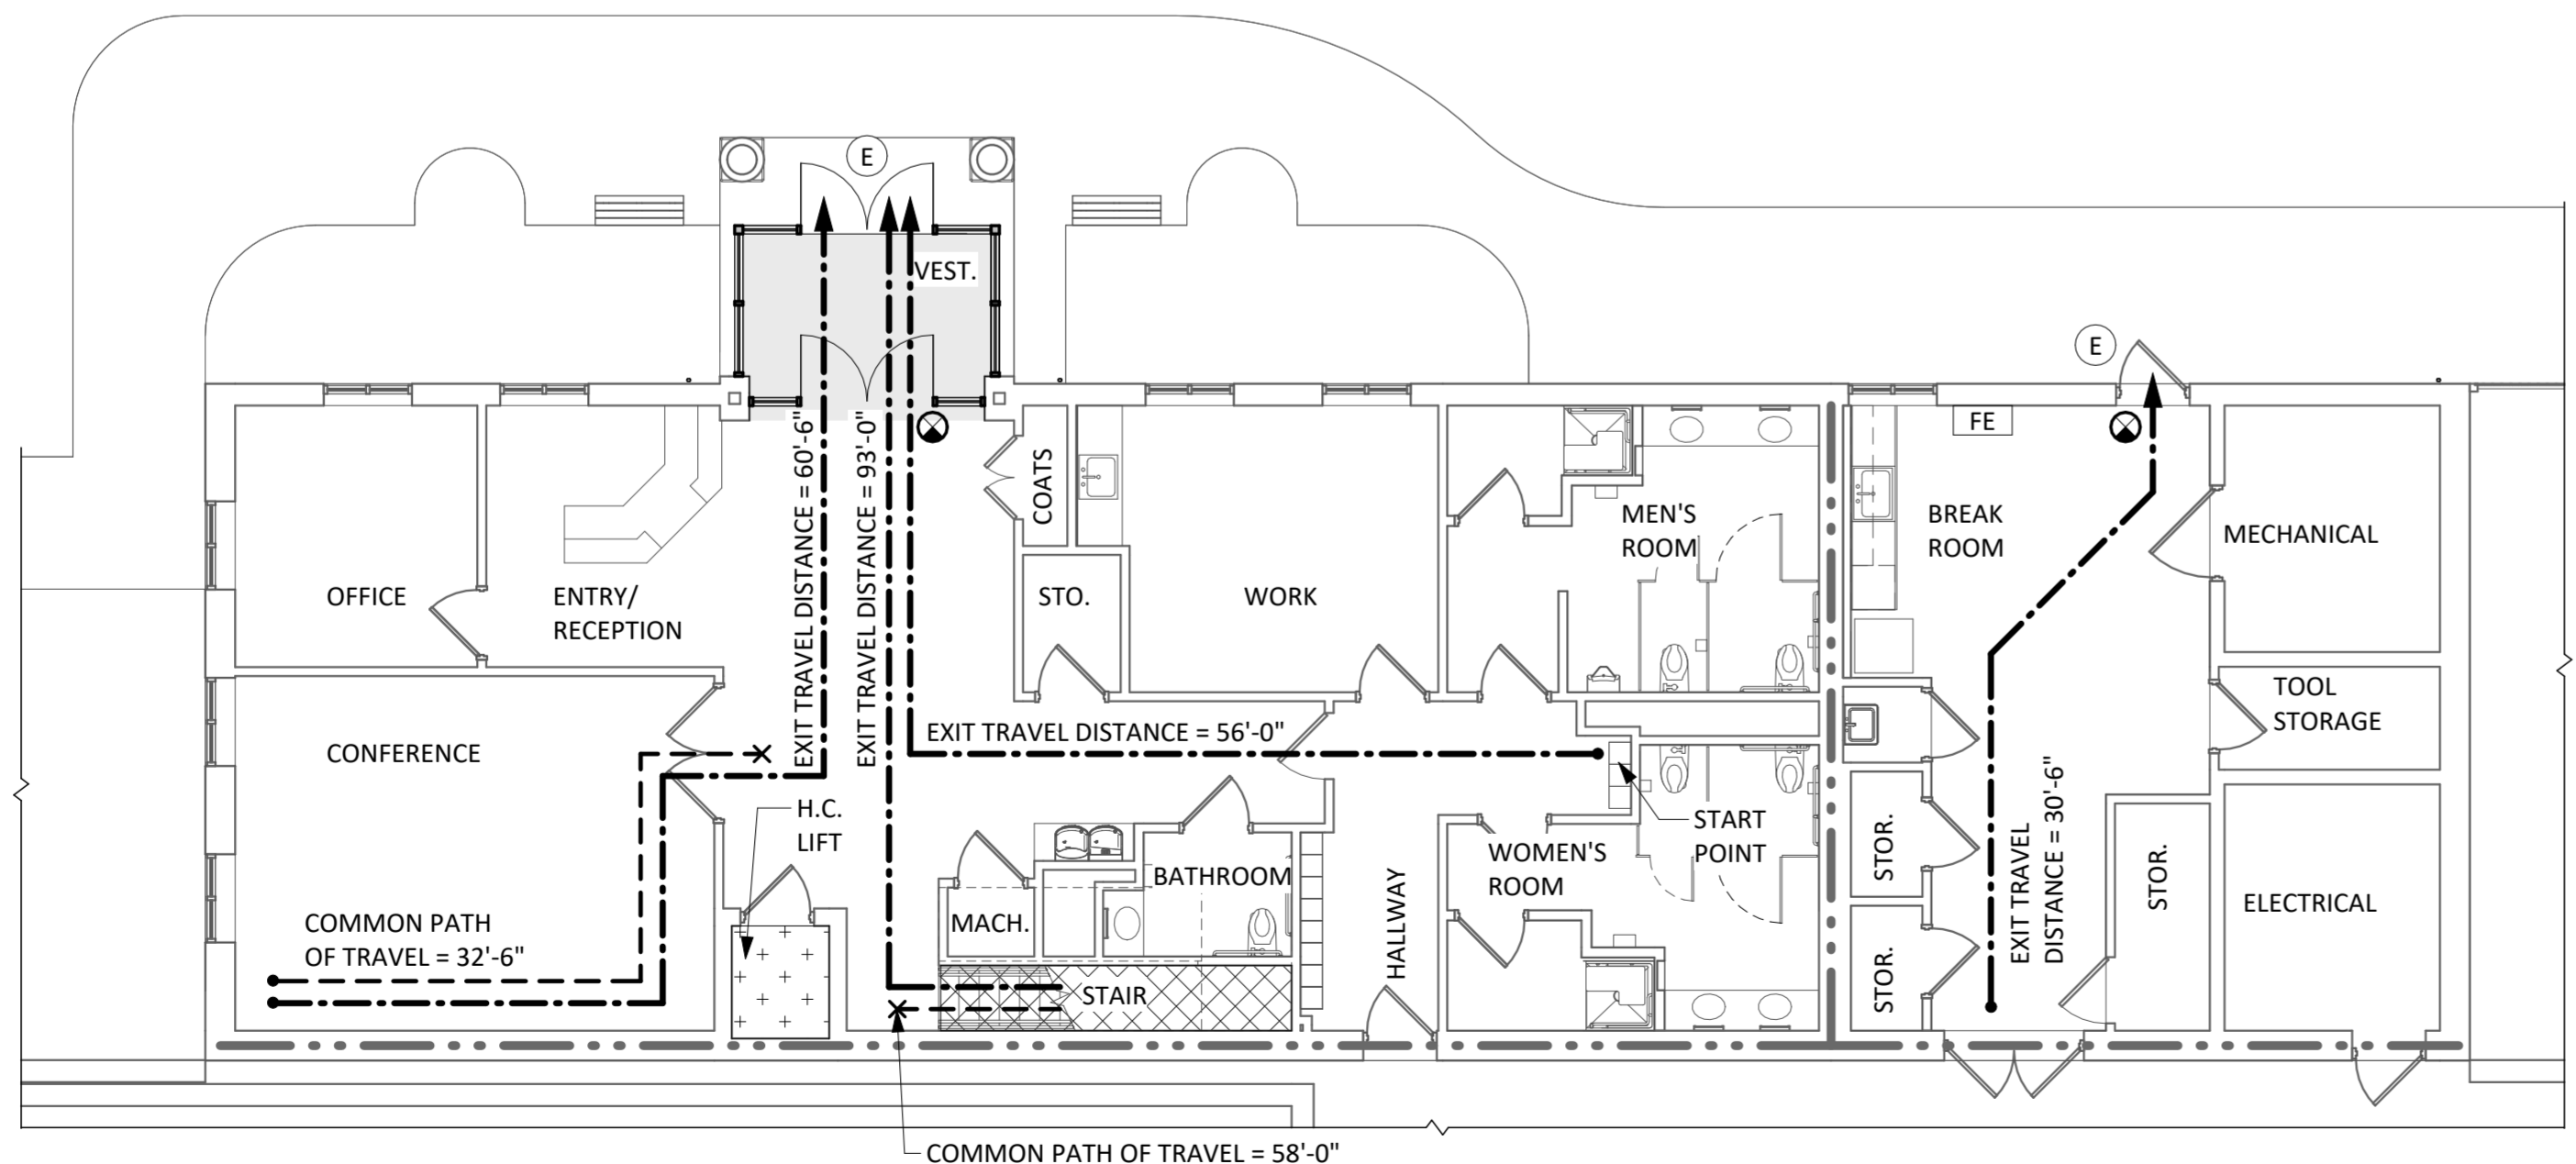 E
VEST.
E
EXIT TRAVEL DISTANCE = 60'-6"
EXIT TRAVEL DISTANCE = 93'-0"
COATS
FE
MEN'S
ROOM
BREAK
ROOM
MECHANICAL
OFFICE
ENTRY/
RECEPTION
STO.
WORK
TOOL
STORAGE
EXIT TRAVEL DISTANCE = 56'-0"
CONFERENCE
H.C.
LIFT
START
POINT
STOR.
EXIT TRAVEL
DISTANCE = 30'-6"
STOR.
WOMEN'S
ROOM
BATHROOM
HALLWAY
ELECTRICAL
COMMON PATH
OF TRAVEL = 32'-6"
MACH.
STOR.
STAIR
COMMON PATH OF TRAVEL = 58'-0"